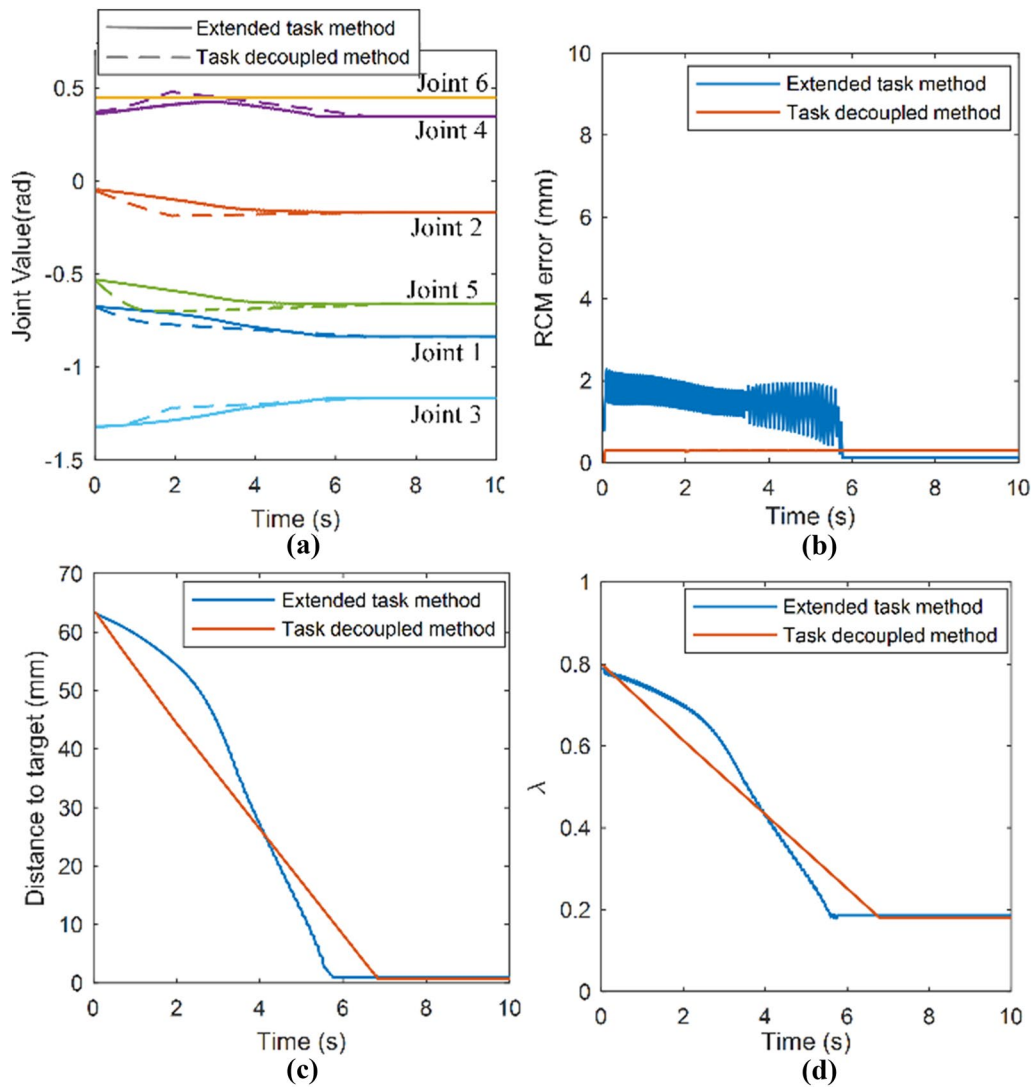 Extended task method
Task decoupled method
0.5
0
-0.5
-1
-1.5
Joint Value(rad)
Joint 6
Joint 4
Joint 2
Joint 5
Joint 1
Joint 3
0 2 4 6 8 10
Time (s)
(a)
10
8
6
4
2
0
RCM error (mm)
Extended task method
Task decoupled method
0 2 4 6 8 10
Time (s)
(b)
70
60
50
40
30
20
10
0
Distance to target (mm)
Extended task method
Task decoupled method
0 2 4 6 8 10
Time (s)
(c)
1
0.8
0.6
0.4
0.2
0
λ
Extended task method
Task decoupled method
0 2 4 6 8 10
Time (s)
(d)